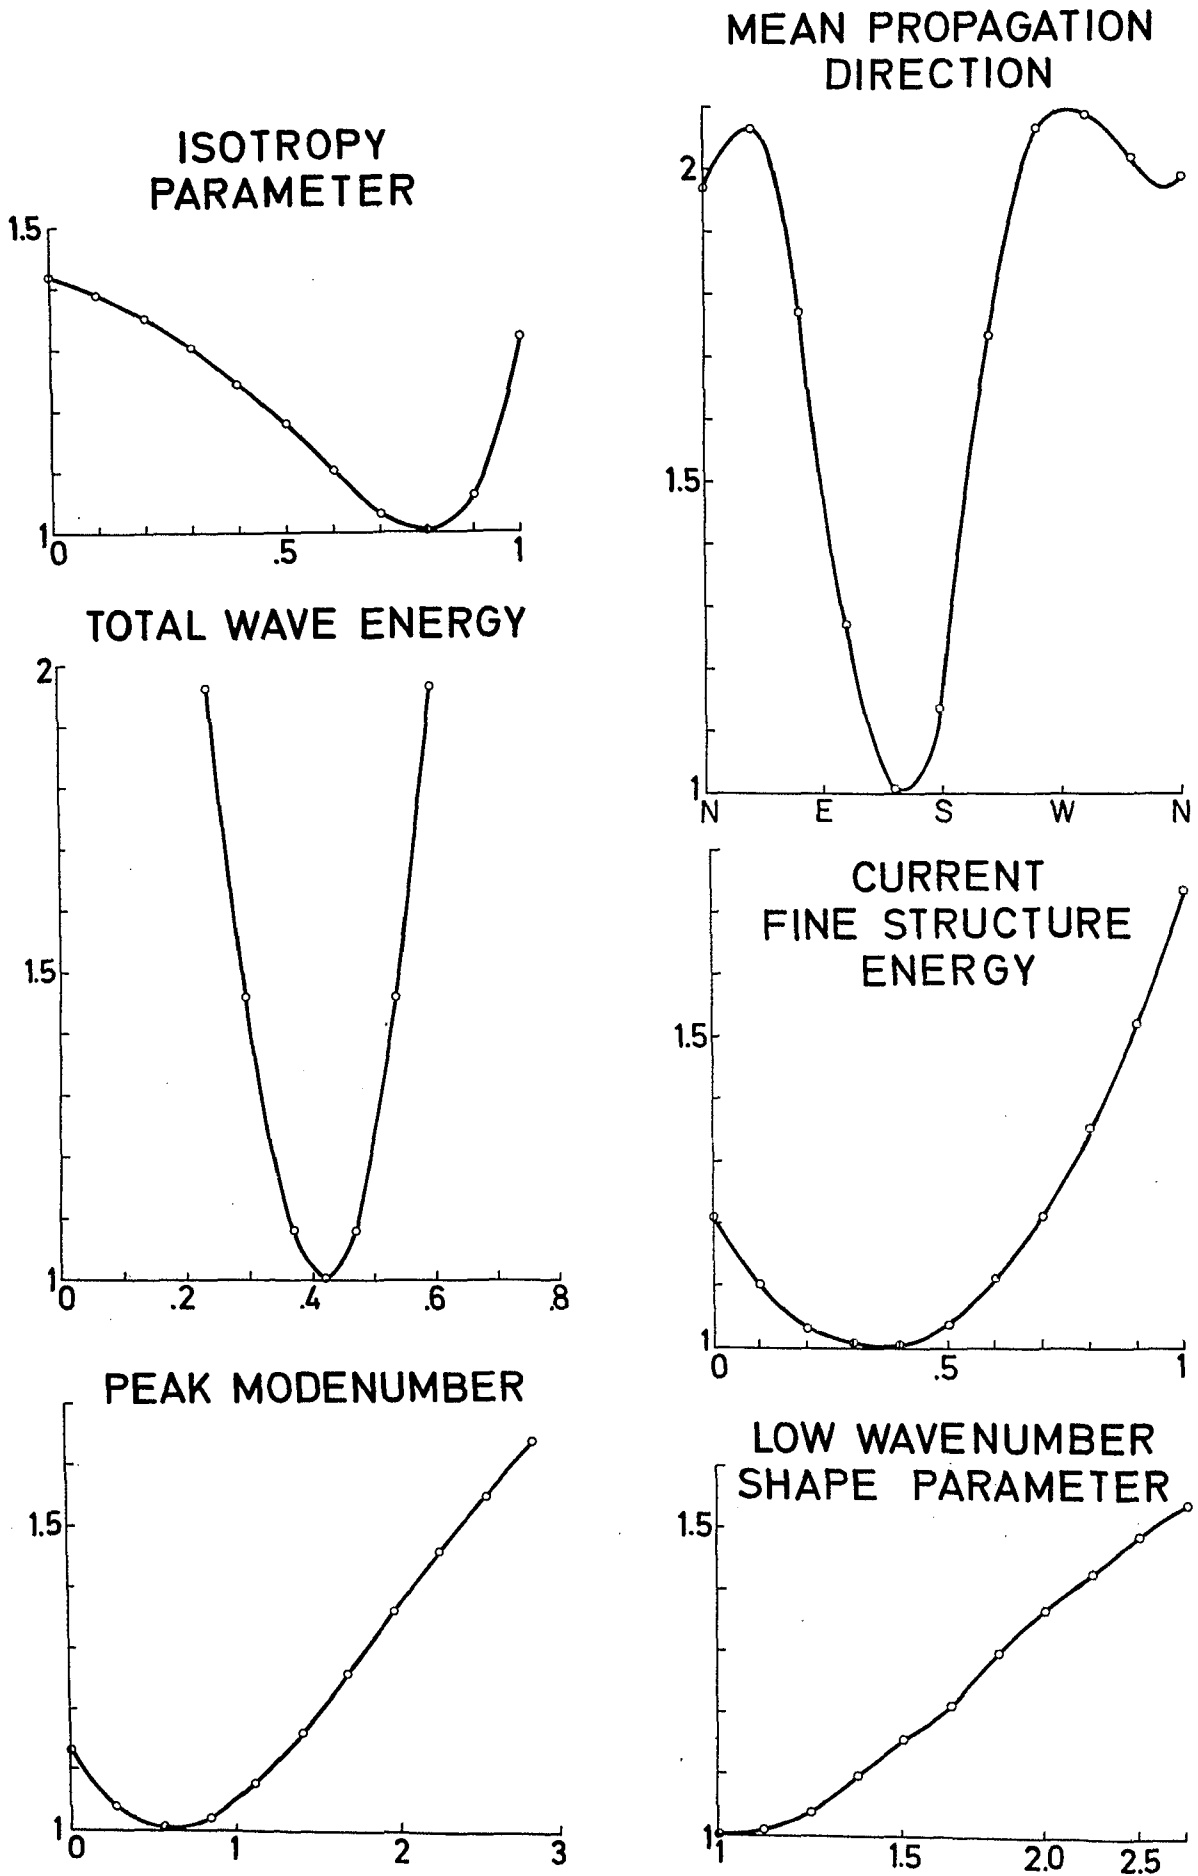 ISOTROPY
PARAMETER
1.5
1
0 .5 1
TOTAL WAVE ENERGY
2
1.5
1
0 .2 .4 .6 .8
PEAK MODENUMBER
1.5
1
0 1 2 3
MEAN PROPAGATION
DIRECTION
2
1.5
1
N E S W N
CURRENT
FINE STRUCTURE
ENERGY
1.5
1
0 .5 1
LOW WAVENUMBER
SHAPE PARAMETER
1.5
1
1 1.5 2.0 2.5